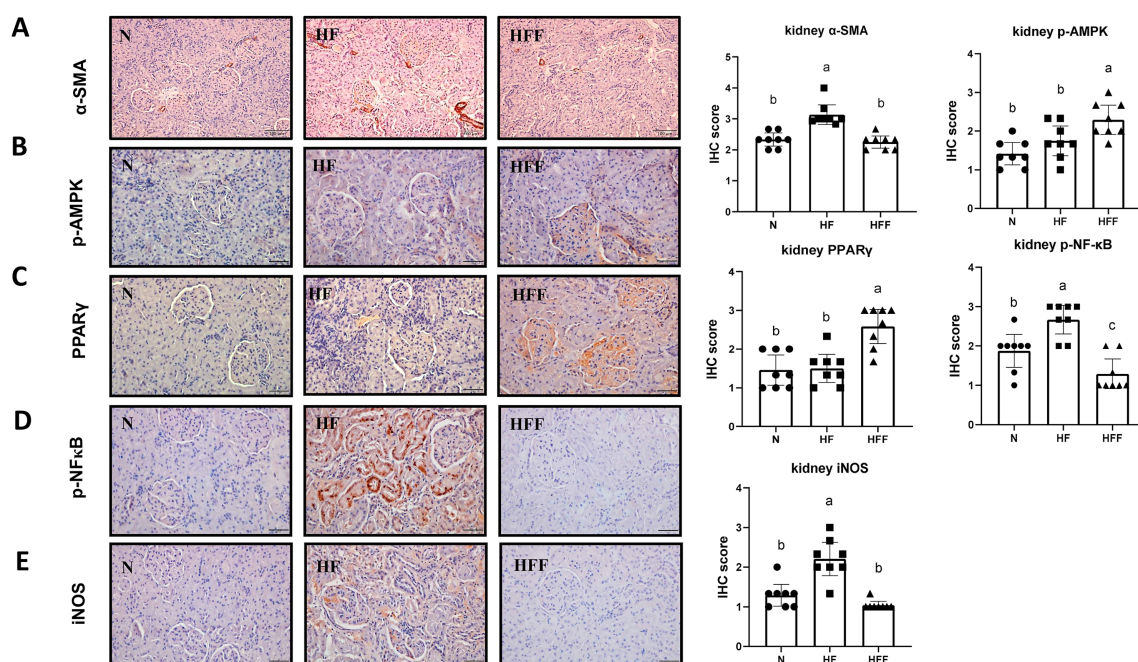 A
α-SMA
N
HF
HFF
B
p-AMPK
N
HF
HFF
C
PPARγ
N
HF
HFF
D
p-NFκB
N
HF
HFF
E
iNOS
N
HF
HFF
kidney α-SMA
IHC score
5
4
3
2
1
0
b
a
b
N
HF
HFF
kidney p-AMPK
IHC score
4
3
2
1
0
b
b
a
N
HF
HFF
kidney PPARγ
IHC score
4
3
2
1
0
b
b
a
N
HF
HFF
kidney p-NF-κB
IHC score
4
3
2
1
0
b
a
c
N
HF
HFF
kidney iNOS
IHC score
4
3
2
1
0
b
a
b
N
HF
HFF